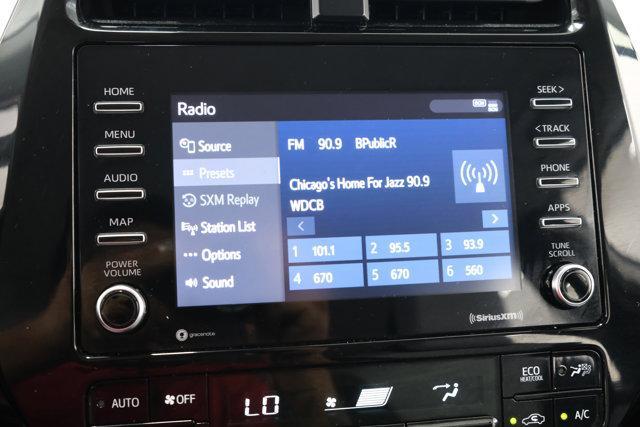 HOME
MENU
AUDIO
MAP
POWER
VOLUME
Radio
Source
Presets
SXM Replay
Station List
Options
Sound
FM 90.9 BPublicR
Chicago's Home For Jazz 90.9
WDCB
< >
1 101.1 2 95.5 3 93.9
4 670 5 670 6 560
SEEK >
< TRACK
PHONE
APPS
TUNE
SCROLL
gracenote
((SiriusXM))
AUTO
OFF
LO
ECO
HEAT/COOL
A/C